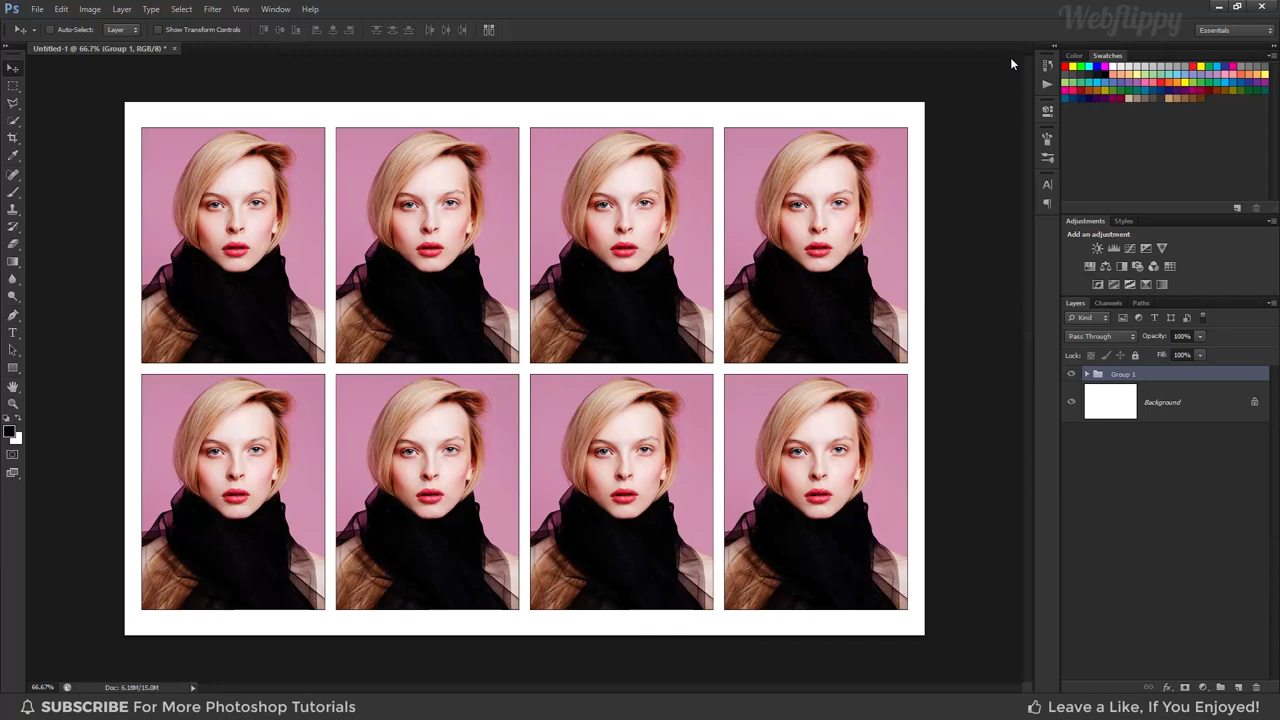 Ps File Edit Image Layer Type Select Filter View Window Help
Webflippy
Auto-Select: Layer Show Transform Controls
Essentials
Untitled-1 @ 66.7% (Group 1, RGB/8) * ×
Color Swatches
Adjustments Styles
Add an adjustment
Layers Channels Paths
Kind
Pass Through Opacity: 100%
Lock: Fill: 100%
Group 1
Background
66.67% Doc: 6.18M/15.0M
SUBSCRIBE For More Photoshop Tutorials
Leave a Like, If You Enjoyed!